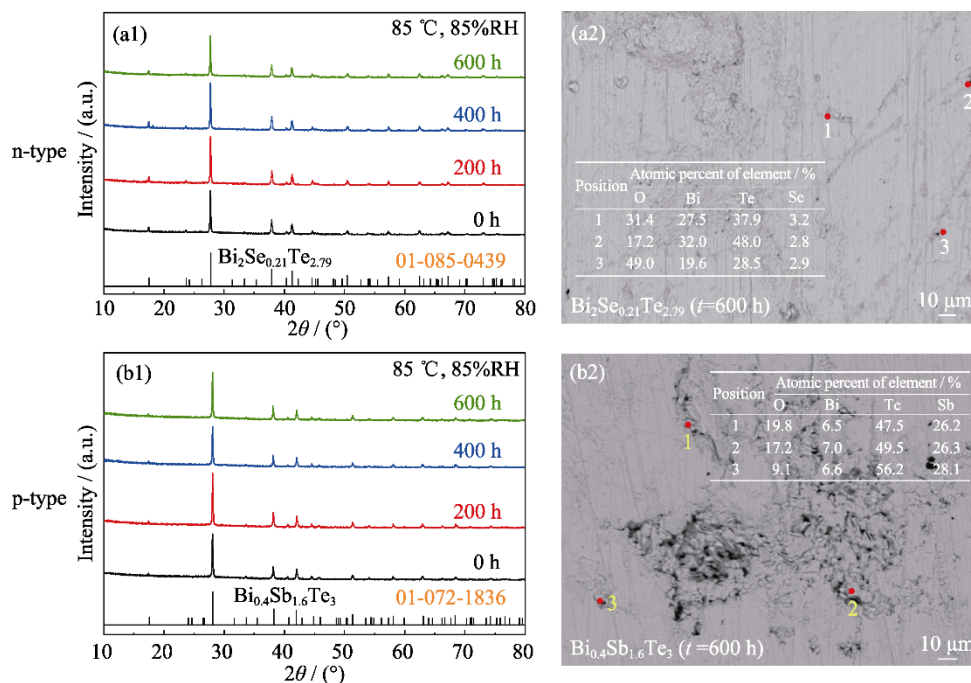 (a1)
85 ℃, 85%RH
600 h
400 h
200 h
0 h
Bi₂Se₀.₂₁Te₂.₇₉
01-085-0439
n-type
Intensity / (a.u.)
10 20 30 40 50 60 70 80
2θ / (°)
(a2)
1
2
3
Position Atomic percent of element / %
O Bi Te Se
1 31.4 27.5 37.9 3.2
2 17.2 32.0 48.0 2.8
3 49.0 19.6 28.5 2.9
Bi₂Se₀.₂₁Te₂.₇₉ (t=600 h)
10 μm
(b1)
85 ℃, 85%RH
600 h
400 h
200 h
0 h
Bi₀.₄Sb₁.₆Te₃
01-072-1836
p-type
Intensity / (a.u.)
10 20 30 40 50 60 70 80
2θ / (°)
(b2)
Position Atomic percent of element / %
O Bi Te Sb
1 19.8 6.5 47.5 26.2
2 17.2 7.0 49.5 26.3
3 9.1 6.6 56.2 28.1
1
2
3
Bi₀.₄Sb₁.₆Te₃ (t =600 h)
10 μm